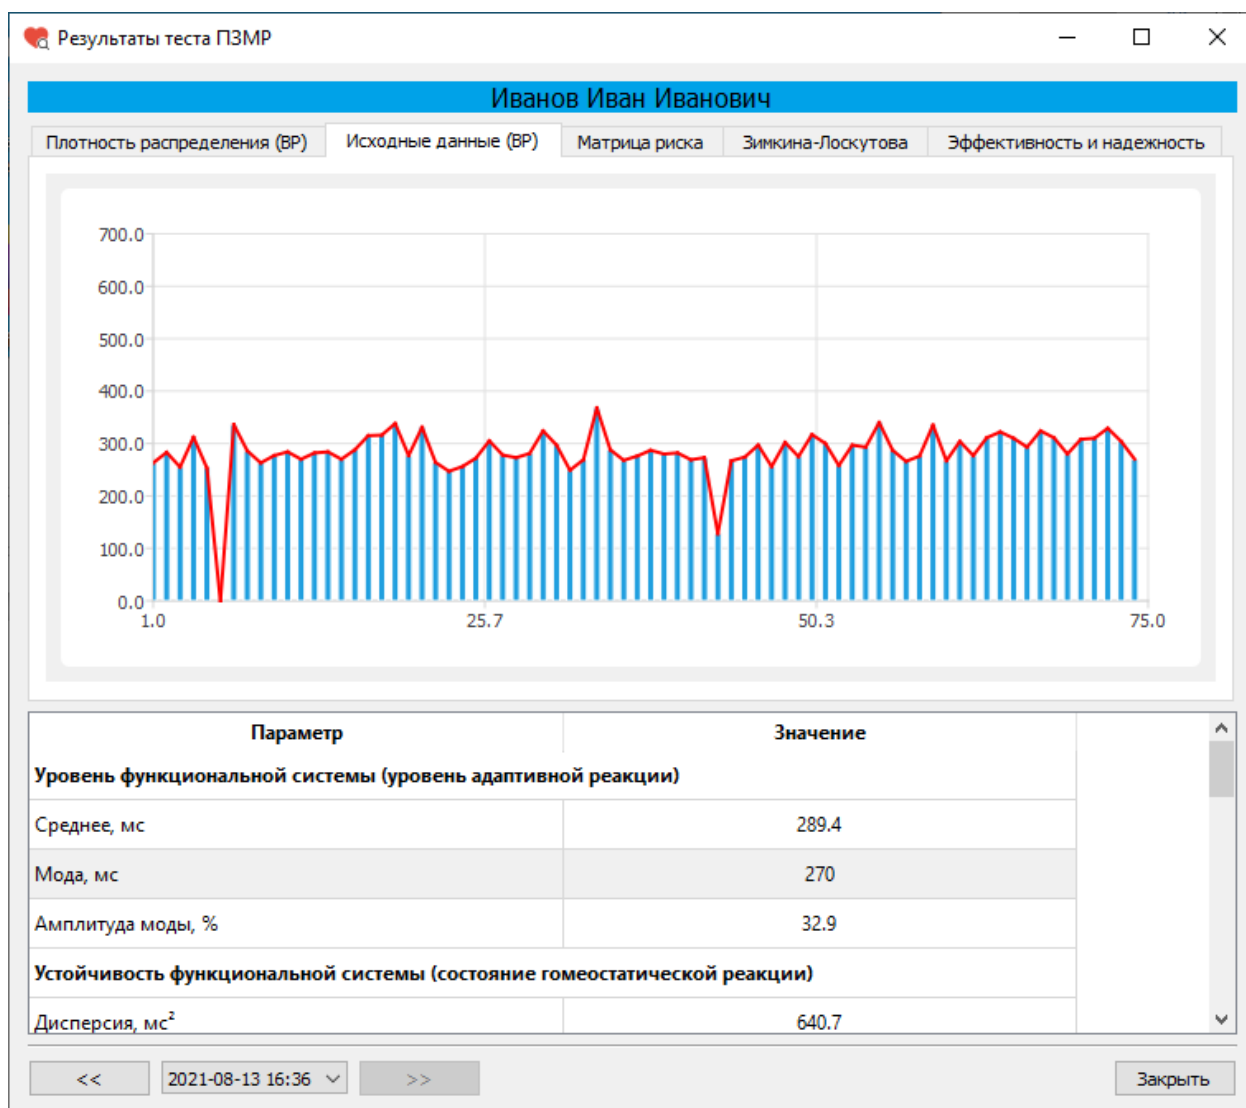 Результаты теста ПЗМР
Иванов Иван Иванович
Плотность распределения (ВР) Исходные данные (ВР) Матрица риска Зимкина-Лоскутова Эффективность и надежность
700.0
600.0
500.0
400.0
300.0
200.0
100.0
0.0
1.0 25.7 50.3 75.0
Параметр Значение
Уровень функциональной системы (уровень адаптивной реакции)
Среднее, мс 289.4
Мода, мс 270
Амплитуда моды, % 32.9
Устойчивость функциональной системы (состояние гомеостатической реакции)
Дисперсия, мс² 640.7
<< 2021-08-13 16:36 >> Закрыть